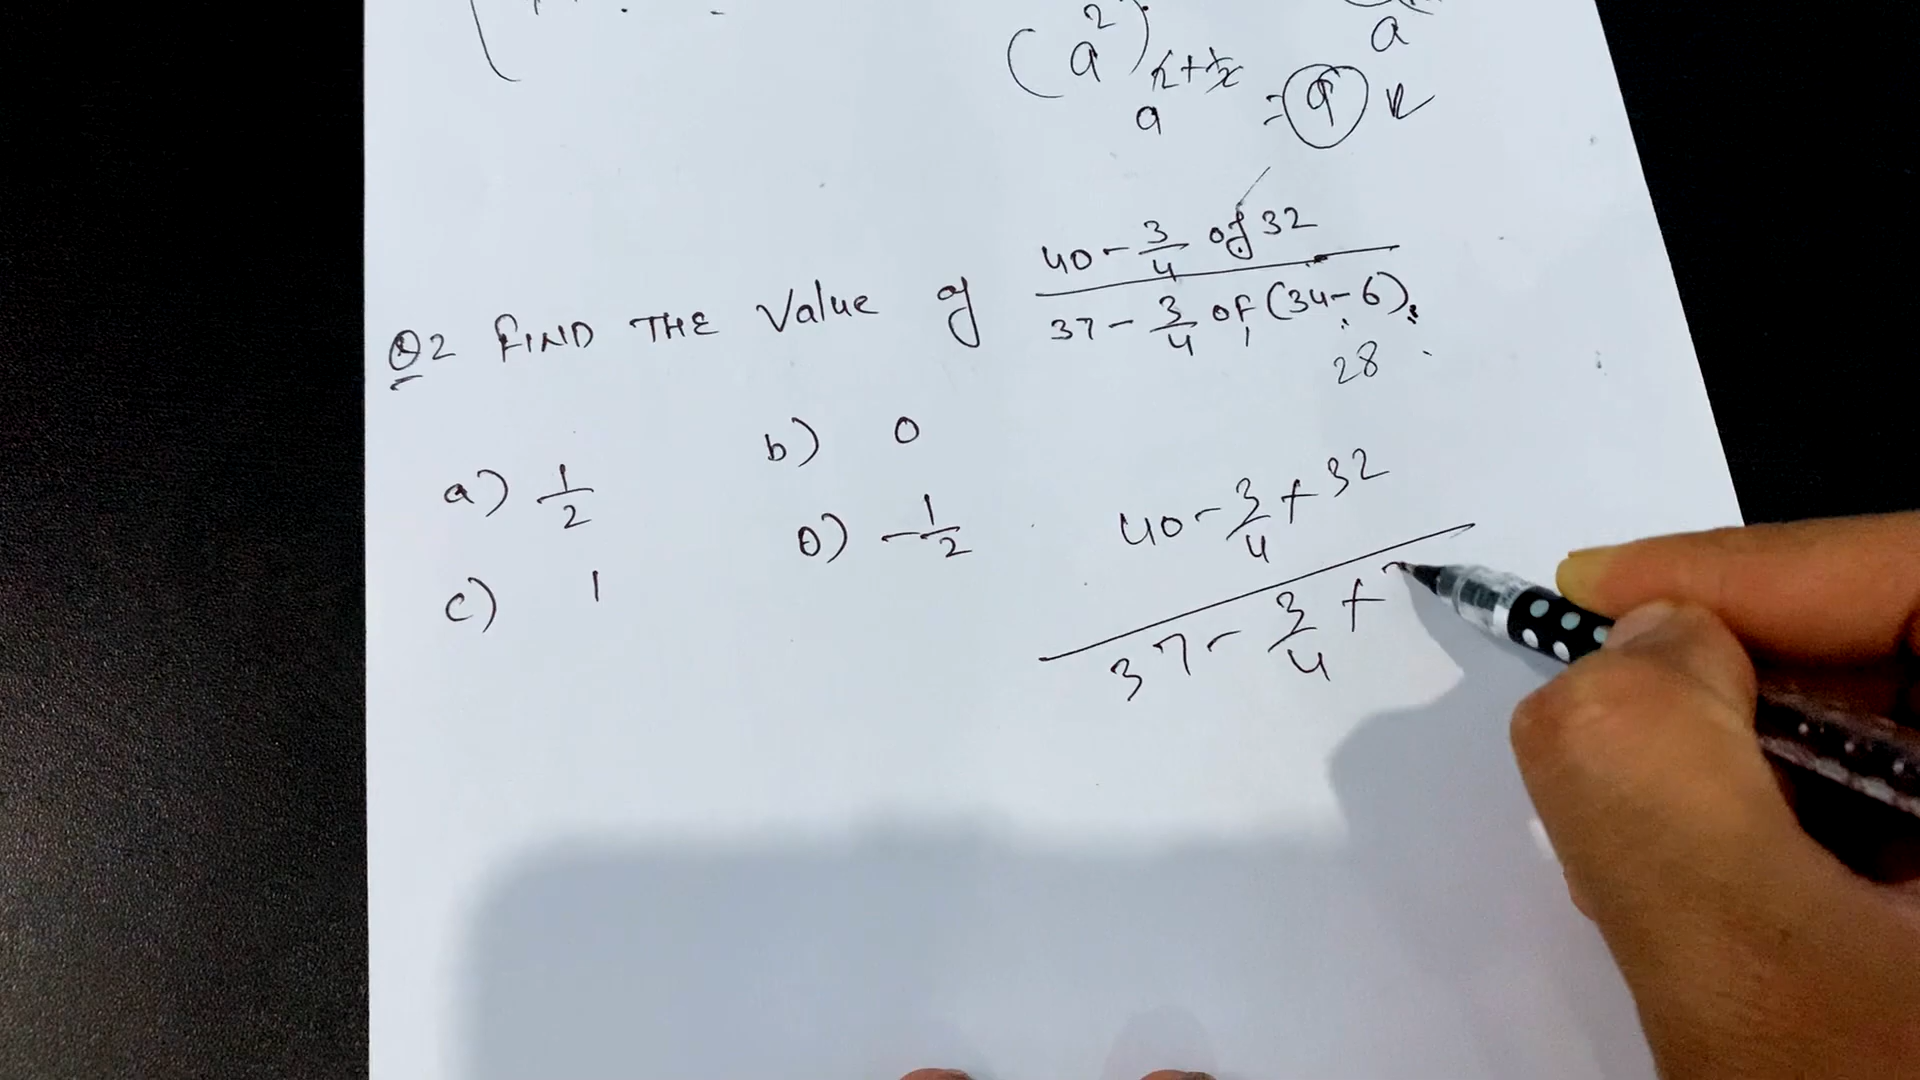 (a²) x+1/x a
a = a
Q2 FIND THE Value of (40 - 3/4 of 32) / (37 - 3/4 of (34-6))
28
a) 1/2 b) 0
c) 1 D) -1/2
40 - 3/4 × 32
37 - 3/4 ×